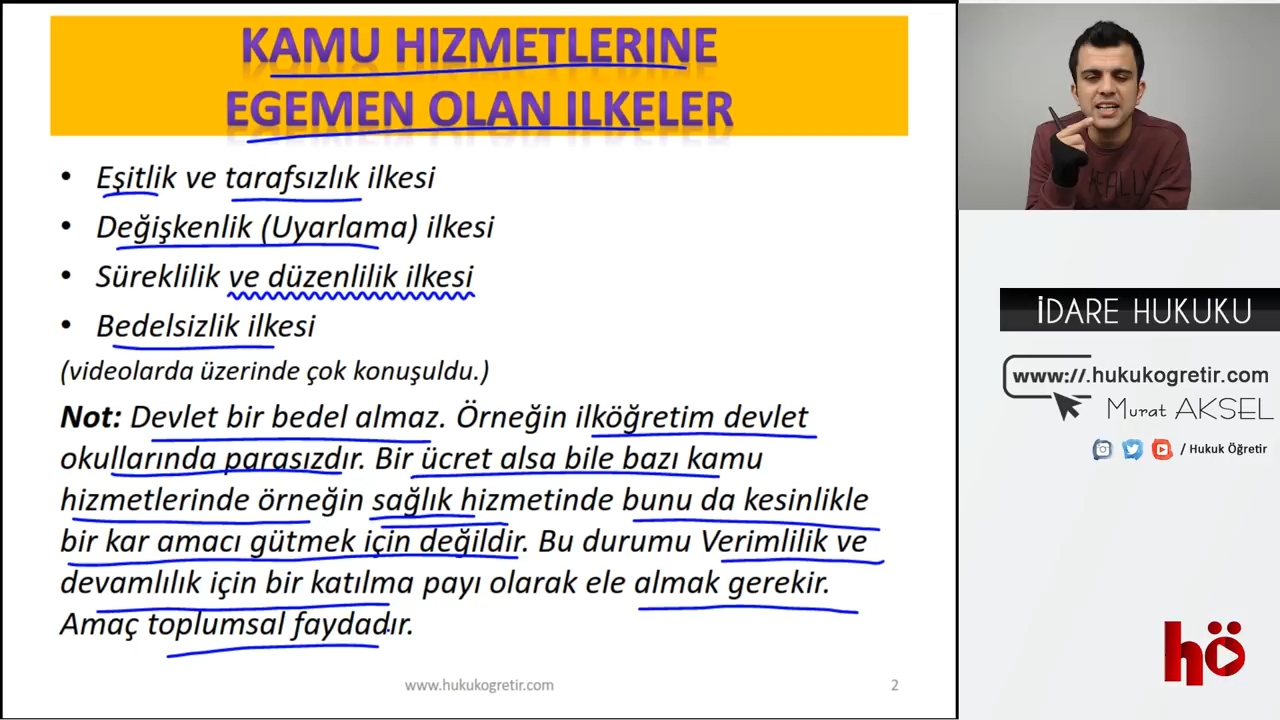 KAMU HIZMETLERINE
EGEMEN OLAN ILKELER
• Eşitlik ve tarafsızlık ilkesi
• Değişkenlik (Uyarlama) ilkesi
• Süreklilik ve düzenlilik ilkesi
• Bedelsizlik ilkesi
(videolarda üzerinde çok konuşuldu.)
Not: Devlet bir bedel almaz. Örneğin ilköğretim devlet
okullarında parasızdır. Bir ücret alsa bile bazı kamu
hizmetlerinde örneğin sağlık hizmetinde bunu da kesinlikle
bir kar amacı gütmek için değildir. Bu durumu Verimlilik ve
devamlılık için bir katılma payı olarak ele almak gerekir.
Amaç toplumsal faydadır.
www.hukukogretir.com
2
REALLY
İDARE HUKUKU
www://.hukukogretir.com
Murat AKSEL
/ Hukuk Öğretir
hö